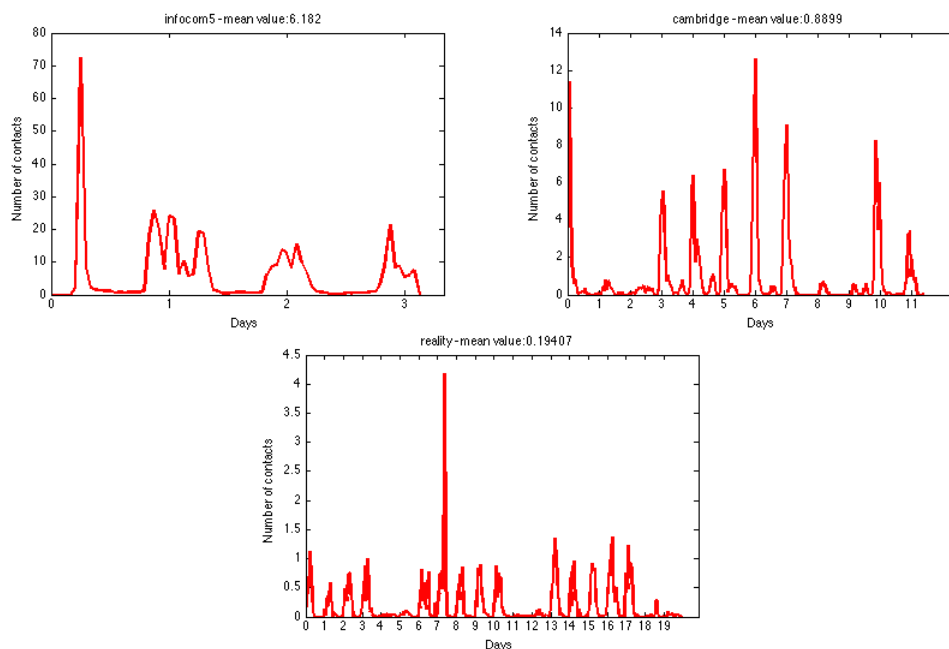 infocom5 - mean value:6.182
80
70
60
50
40
30
20
10
0
Number of contacts
0 1 2 3
Days
cambridge - mean value:0.8899
14
12
10
8
6
4
2
0
Number of contacts
0 1 2 3 4 5 6 7 8 9 10 11
Days
reality - mean value:0.19407
4.5
4
3.5
3
2.5
2
1.5
1
0.5
0
Number of contacts
0 1 2 3 4 5 6 7 8 9 10 11 12 13 14 15 16 17 18 19
Days